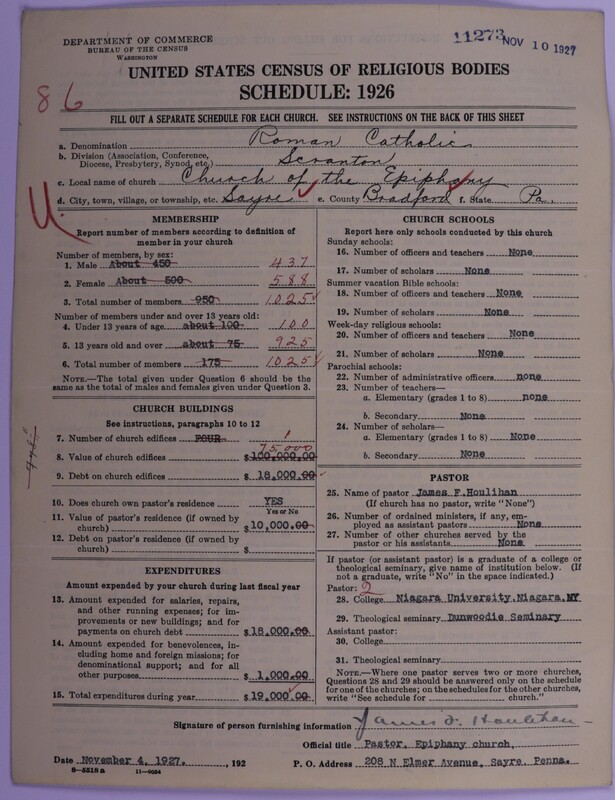 DEPARTMENT OF COMMERCE
BUREAU OF THE CENSUS
WASHINGTON
11273 NOV 10 1927
UNITED STATES CENSUS OF RELIGIOUS BODIES
SCHEDULE: 1926
86
FILL OUT A SEPARATE SCHEDULE FOR EACH CHURCH. SEE INSTRUCTIONS ON THE BACK OF THIS SHEET
a. Denomination Roman Catholic
b. Division (Association, Conference, Diocese, Presbytery, Synod, etc.) Scranton
c. Local name of church Church of the Epiphany
d. City, town, village, or township, etc. Sayre e. County Bradford f. State Pa.
MEMBERSHIP
Report number of members according to definition of
member in your church
Number of members, by sex:
1. Male About 450 437
2. Female About 500 588
3. Total number of members 950 1025
Number of members under and over 13 years old:
4. Under 13 years of age about 100 100
5. 13 years old and over about 75 925
6. Total number of members 175 1025
NOTE.—The total given under Question 6 should be
same as the total of males and females given under Question 3.
CHURCH BUILDINGS
See instructions, paragraphs 10 to 12
7. Number of church edifices FOUR 1
75,000
8. Value of church edifices $100,000.00
9. Debt on church edifices $18,000.00
10. Does church own pastor's residence YES
Yes or No
11. Value of pastor's residence (if owned by
church) $10,000.00
12. Debt on pastor's residence (if owned by
church) $
EXPENDITURES
Amount expended by your church during last fiscal year
13. Amount expended for salaries, repairs,
and other running expenses; for im-
provements or new buildings; and for
payments on church debt $18,000.00
14. Amount expended for benevolences, in-
cluding home and foreign missions; for
denominational support; and for all
other purposes $1,000.00
15. Total expenditures during year $19,000.00
CHURCH SCHOOLS
Report here only schools conducted by this church
Sunday schools:
16. Number of officers and teachers None
17. Number of scholars None
Summer vacation Bible schools:
18. Number of officers and teachers None
19. Number of scholars None
Week-day religious schools:
20. Number of officers and teachers None
21. Number of scholars None
Parochial schools:
22. Number of administrative officers none
23. Number of teachers—
a. Elementary (grades 1 to 8) none
b. Secondary None
24. Number of scholars—
a. Elementary (grades 1 to 8) None
b. Secondary None
PASTOR
25. Name of pastor James F.Houlihan
(If church has no pastor, write "None")
26. Number of ordained ministers, if any, em-
ployed as assistant pastors None
27. Number of other churches served by the
pastor or his assistants None
If pastor (or assistant pastor) is a graduate of a college or
theological seminary, give name of institution below. (If
not a graduate, write "No" in the space indicated.)
Pastor: 2
28. College Niagara University, Niagara,NY
29. Theological seminary Dunwoodie Seminary
Assistant pastor:
30. College
31. Theological seminary
NOTE.—Where one pastor serves two or more churches,
Questions 28 and 29 should be answered only on the schedule
for one of the churches; on the schedules for the other churches,
write "See schedule for church."
Signature of person furnishing information James F. Houlihan
Official title Pastor, Epiphany church,
Date November 4, 1927. , 192 P. O. Address 208 N Elmer Avenue, Sayre, Penna.
8-5518 a 11-9034